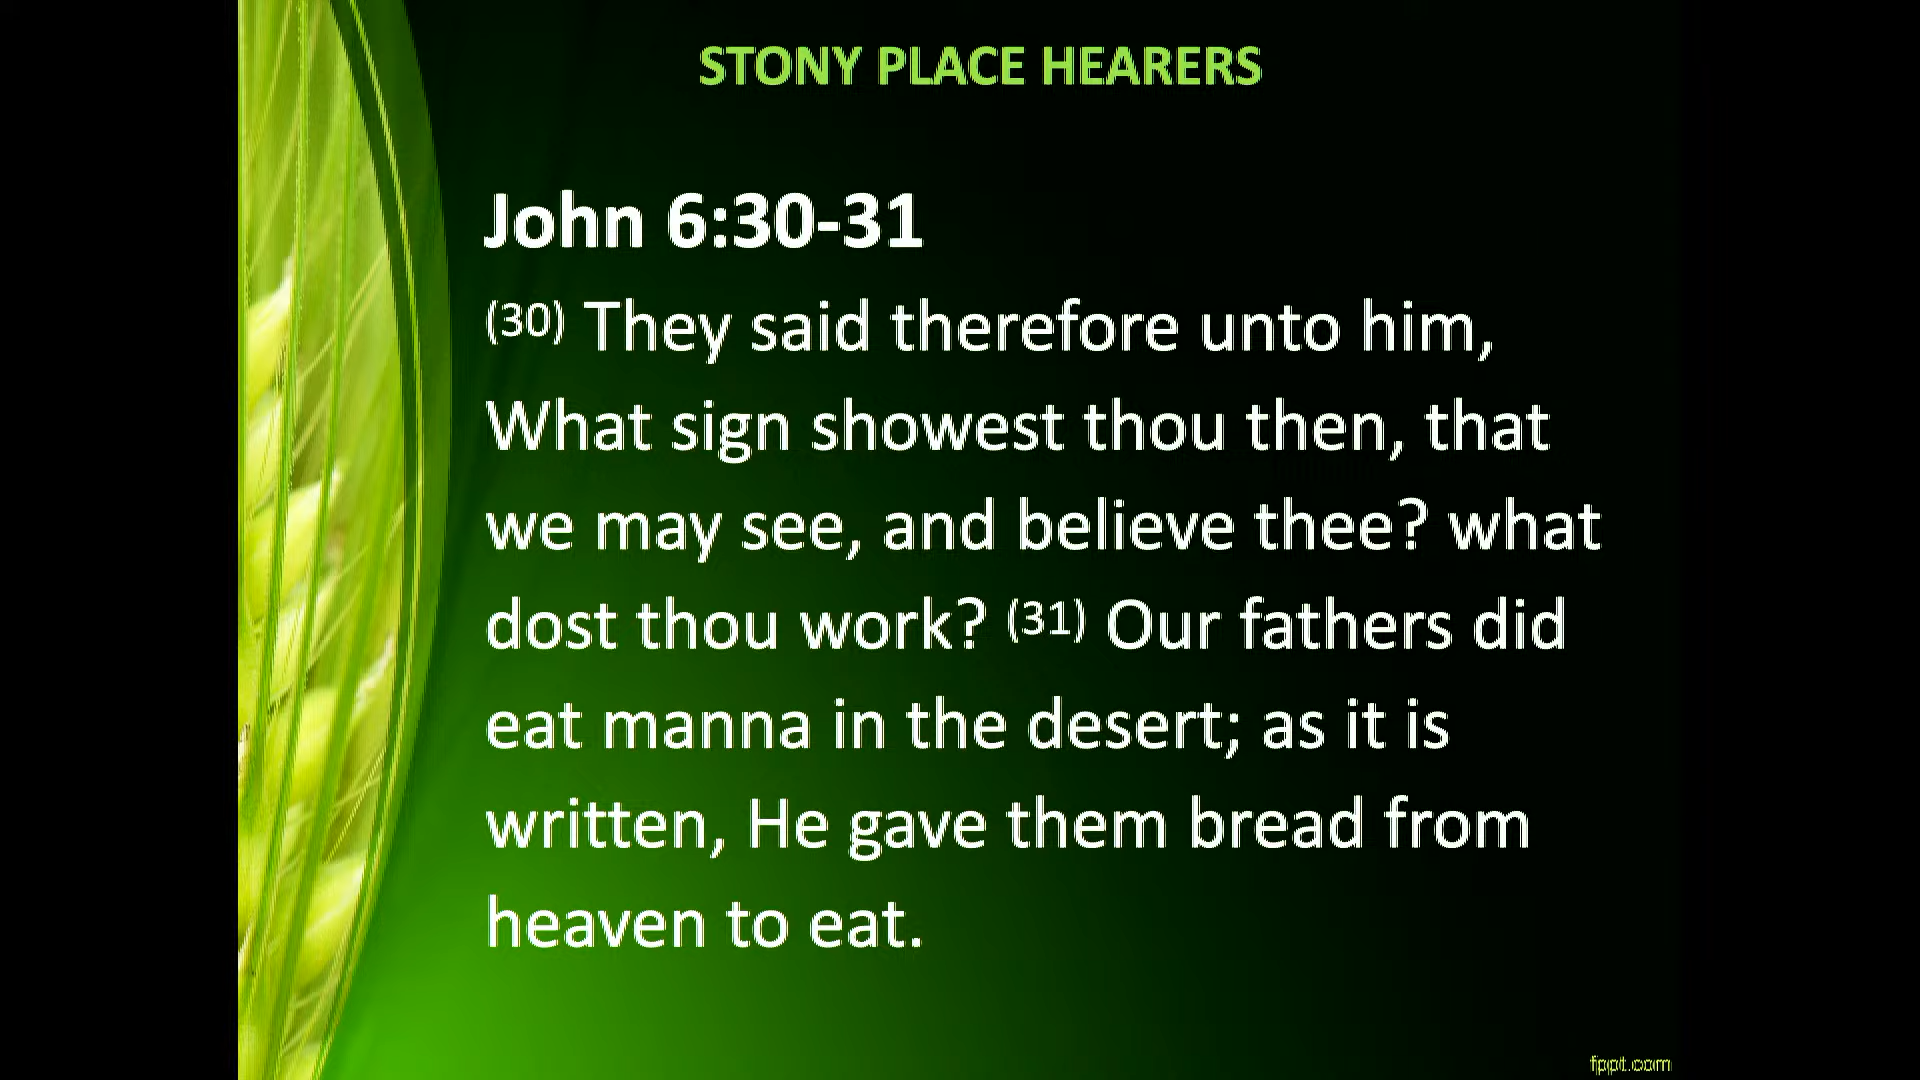 STONY PLACE HEARERS
John 6:30-31
(30) They said therefore unto him,
What sign showest thou then, that
we may see, and believe thee? what
dost thou work? (31) Our fathers did
eat manna in the desert; as it is
written, He gave them bread from
heaven to eat.
fppt.com